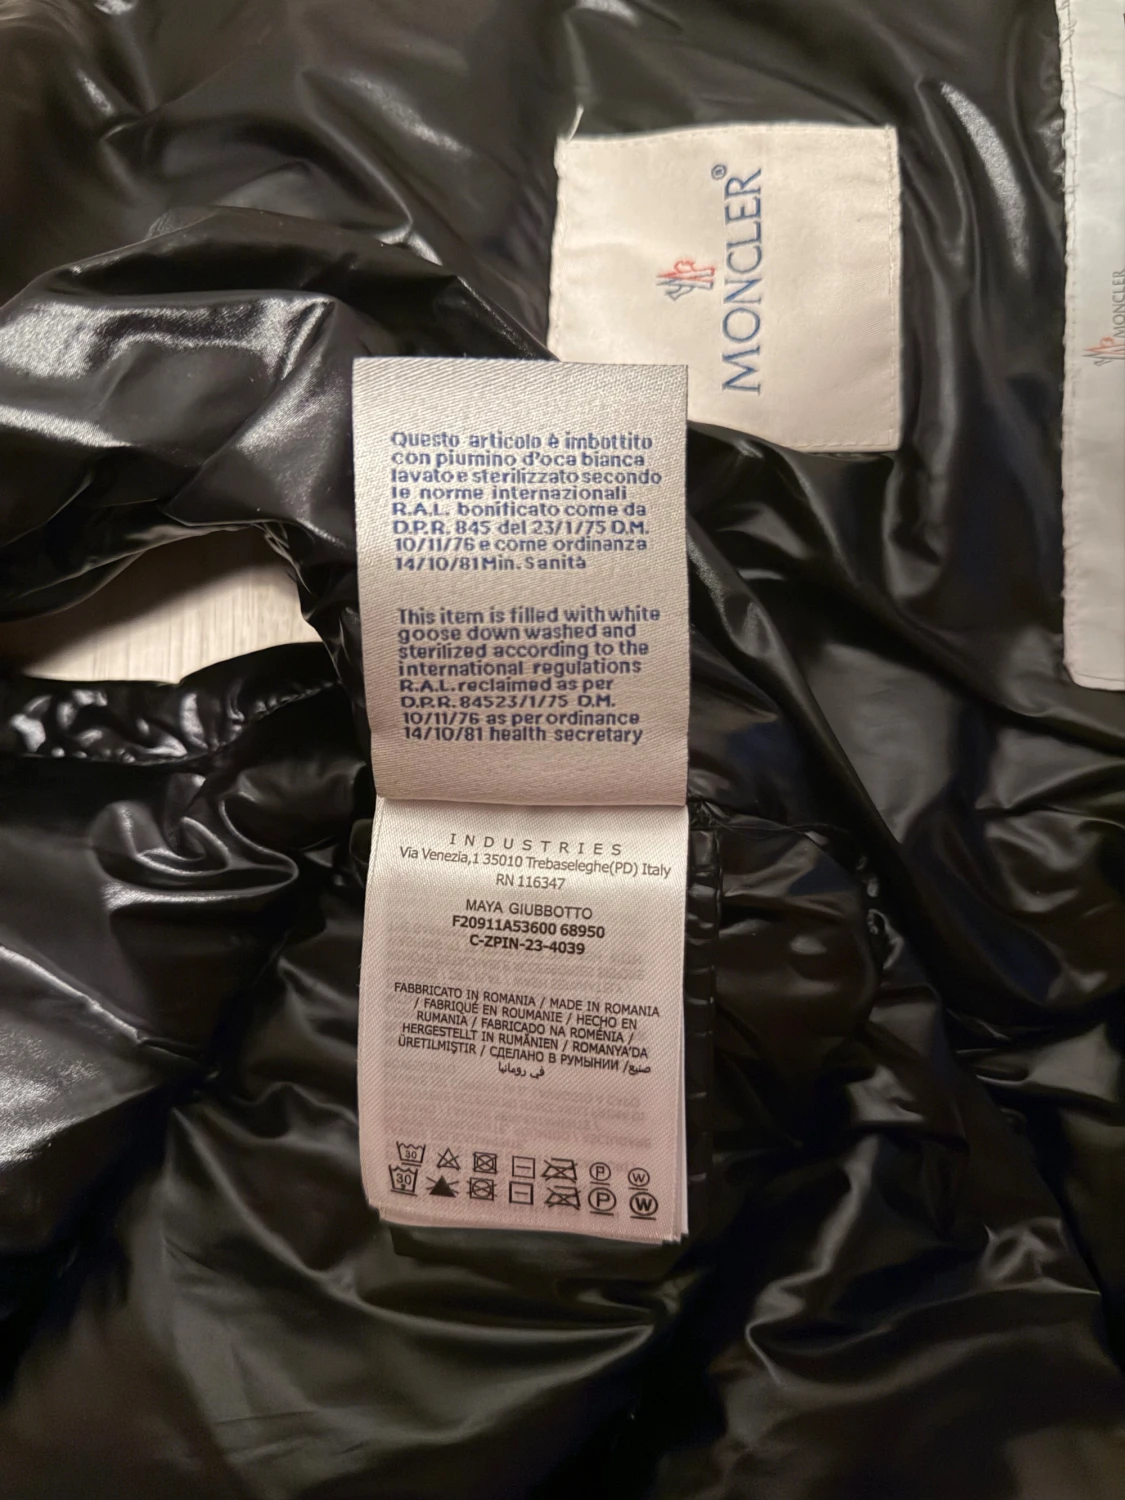 MONCLER®
MONCLER
Questo articolo è imbottito
con piumino d'oca bianca
lavato e sterilizzato secondo
le norme internazionali
R.A.L. bonificato come da
D.P.R. 845 del 23/1/75 D.M.
10/11/76 e come ordinanza
14/10/81 Min. Sanità
This item is filled with white
goose down washed and
sterilized according to the
international regulations
R.A.L. reclaimed as per
D.P.R. 84523/1/75 D.M.
10/11/76 as per ordinance
14/10/81 health secretary
INDUSTRIES
Via Venezia,1 35010 Trebaseleghe(PD) Italy
RN 116347
MAYA GIUBBOTTO
F20911A53600 68950
C-ZPIN-23-4039
FABBRICATO IN ROMANIA / MADE IN ROMANIA
/ FABRIQUÉ EN ROUMANIE / HECHO EN
RUMANIA / FABRICADO NA ROMÉNIA /
HERGESTELLT IN RUMÄNIEN / ROMANYA'DA
ÜRETILMIŞTIR / СДЕЛАНО В РУМЫНИИ / صنع
في رومانيا
30
P
W
30
P
W